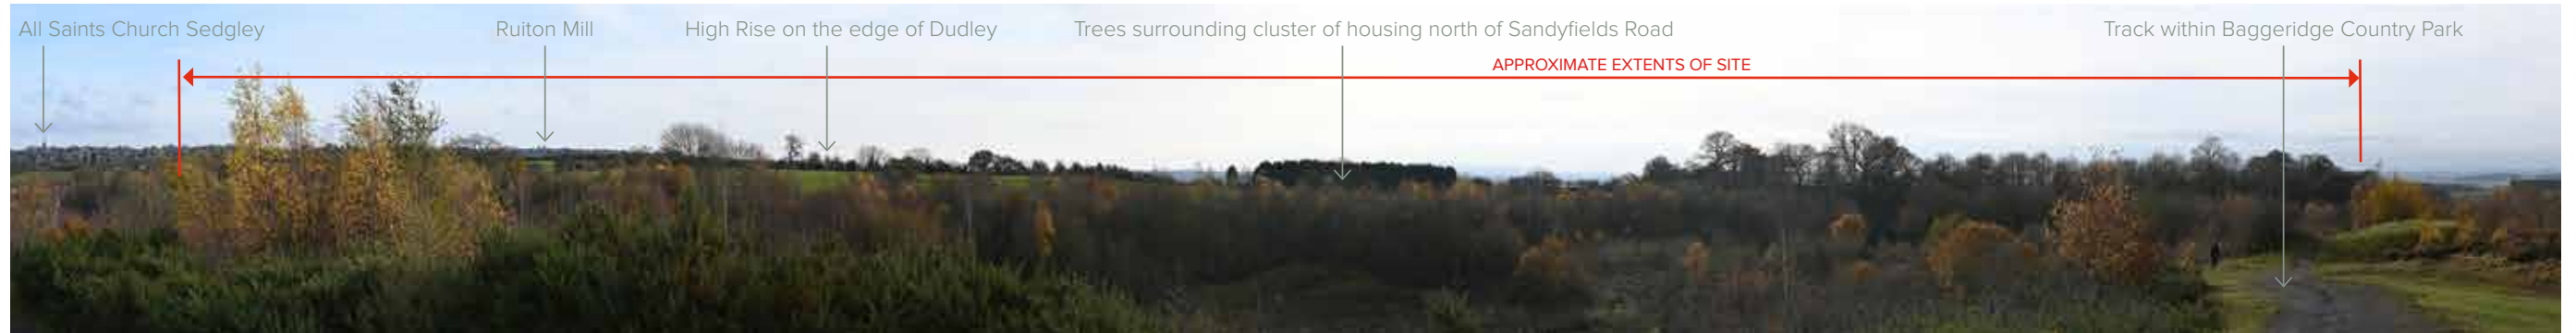 All Saints Church Sedgley
Ruiton Mill
High Rise on the edge of Dudley
Trees surrounding cluster of housing north of Sandyfields Road
Track within Baggeridge Country Park
APPROXIMATE EXTENTS OF SITE